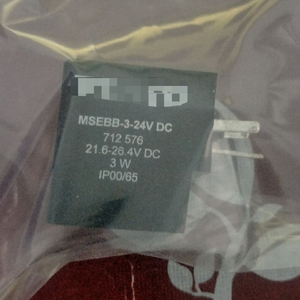 MSEBB-3-24V DC
712 576
21.6-26.4V DC
3 W
IP00/65